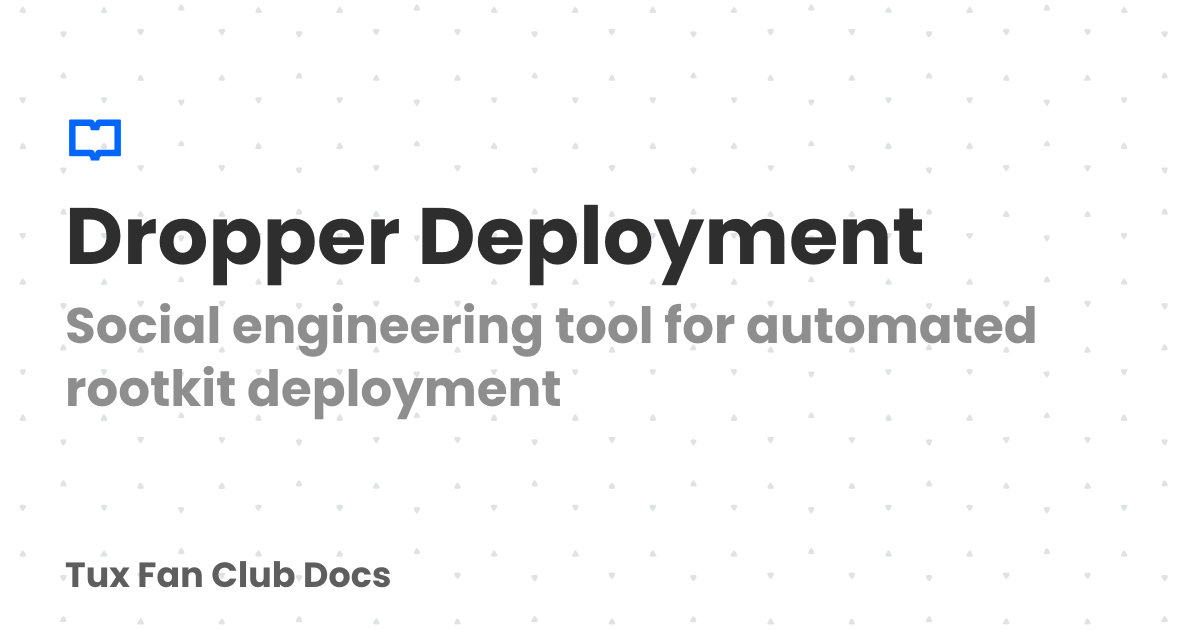 Dropper Deployment
Social engineering tool for automated
rootkit deployment
Tux Fan Club Docs